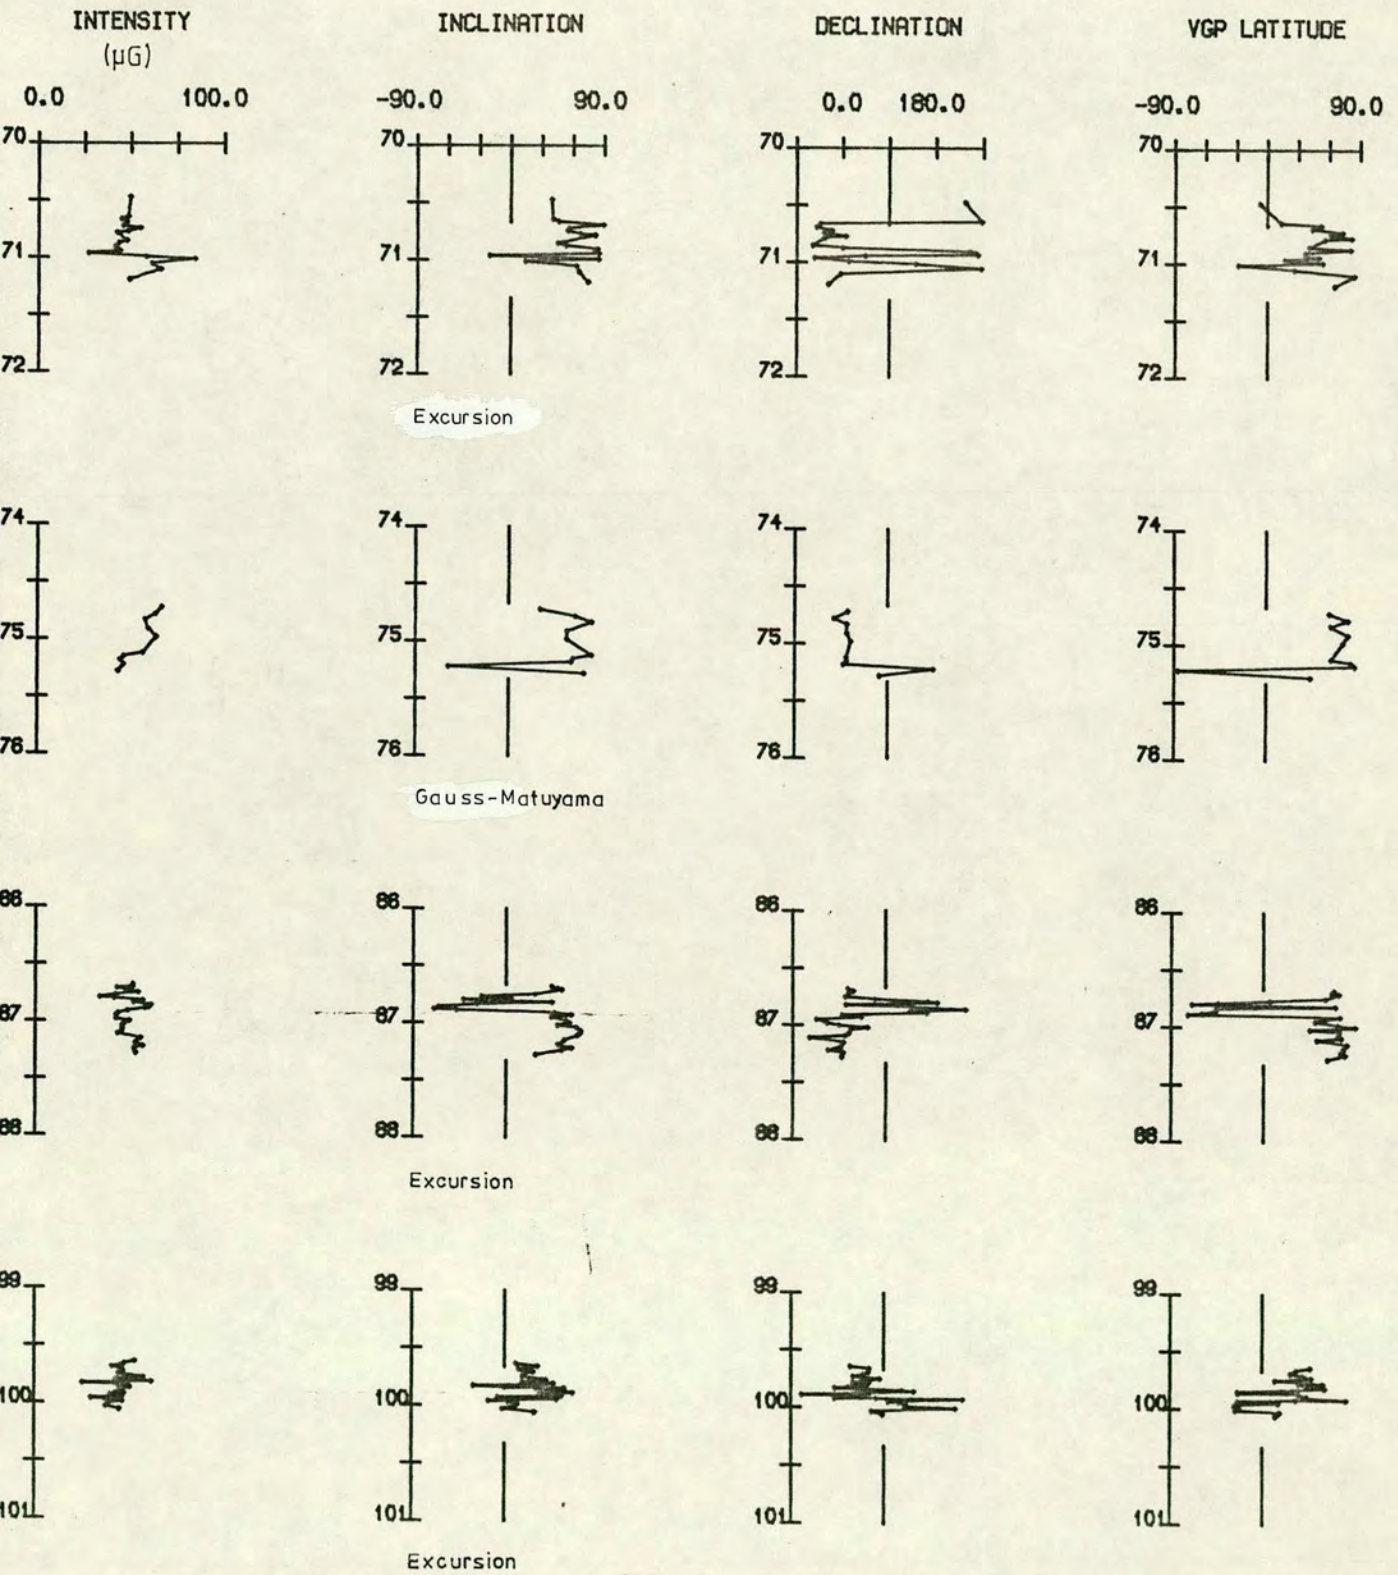 INTENSITY INCLINATION DECLINATION VGP LATITUDE
(µG)
0.0 100.0 -90.0 90.0 0.0 180.0 -90.0 90.0
70 70 70 70
71 71 71 71
72 72 72 72
Excursion
74 74 74 74
75 75 75 75
76 76 76 76
Gauss-Matuyama
86 86 86 86
87 87 87 87
88 88 88 88
Excursion
99 99 99 99
100 100 100 100
101 101 101 101
Excursion